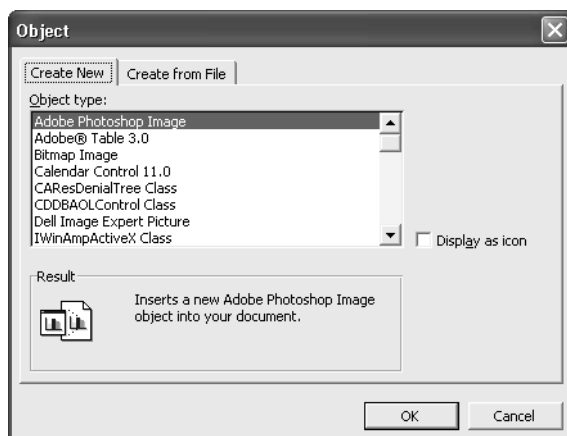 Object
Create New
Create from File
Object type:
Adobe Photoshop Image
Adobe® Table 3.0
Bitmap Image
Calendar Control 11.0
CAResDenialTree Class
CDDBAOLControl Class
Dell Image Expert Picture
IWinAmpActiveX Class
Display as icon
Result
Inserts a new Adobe Photoshop Image
object into your document.
OK
Cancel